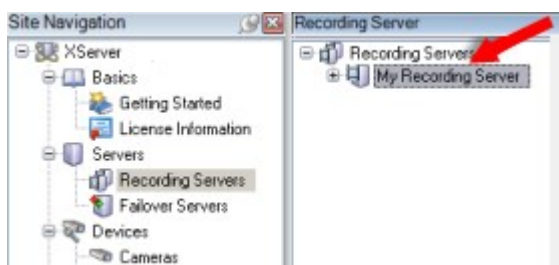 Site Navigation
XServer
Basics
Getting Started
License Information
Servers
Recording Servers
Failover Servers
Devices
Cameras
Recording Server
Recording Servers
My Recording Server